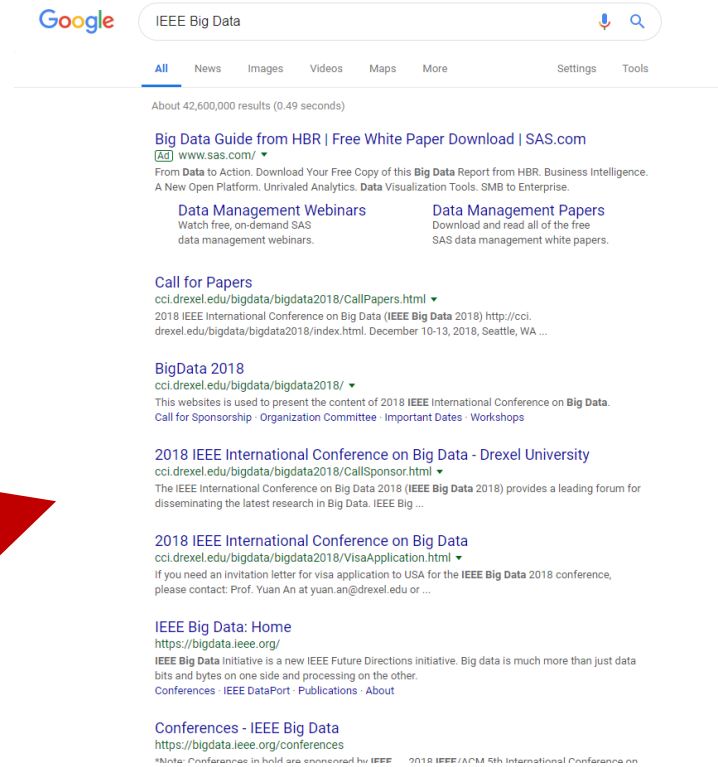 Google IEEE Big Data
All News Images Videos Maps More Settings Tools
About 42,600,000 results (0.49 seconds)
Big Data Guide from HBR | Free White Paper Download | SAS.com
Ad www.sas.com/
From Data to Action. Download Your Free Copy of this Big Data Report from HBR. Business Intelligence.
A New Open Platform. Unrivaled Analytics. Data Visualization Tools. SMB to Enterprise.
Data Management Webinars
Watch free, on-demand SAS
data management webinars.
Data Management Papers
Download and read all of the free
SAS data management white papers.
Call for Papers
cci.drexel.edu/bigdata/bigdata2018/CallPapers.html
2018 IEEE International Conference on Big Data (IEEE Big Data 2018) http://cci.
drexel.edu/bigdata/bigdata2018/index.html. December 10-13, 2018, Seattle, WA ...
BigData 2018
cci.drexel.edu/bigdata/bigdata2018/
This websites is used to present the content of 2018 IEEE International Conference on Big Data.
Call for Sponsorship · Organization Committee · Important Dates · Workshops
2018 IEEE International Conference on Big Data - Drexel University
cci.drexel.edu/bigdata/bigdata2018/CallSponsor.html
The IEEE International Conference on Big Data 2018 (IEEE Big Data 2018) provides a leading forum for
disseminating the latest research in Big Data. IEEE Big ...
2018 IEEE International Conference on Big Data
cci.drexel.edu/bigdata/bigdata2018/VisaApplication.html
If you need an invitation letter for visa application to USA for the IEEE Big Data 2018 conference,
please contact: Prof. Yuan An at yuan.an@drexel.edu or ...
IEEE Big Data: Home
https://bigdata.ieee.org/
IEEE Big Data Initiative is a new IEEE Future Directions initiative. Big data is much more than just data
bits and bytes on one side and processing on the other.
Conferences · IEEE DataPort · Publications · About
Conferences - IEEE Big Data
https://bigdata.ieee.org/conferences
*Note: Conferences in bold are sponsored by IEEE ... 2018 IEEE/ACM 5th International Conference on